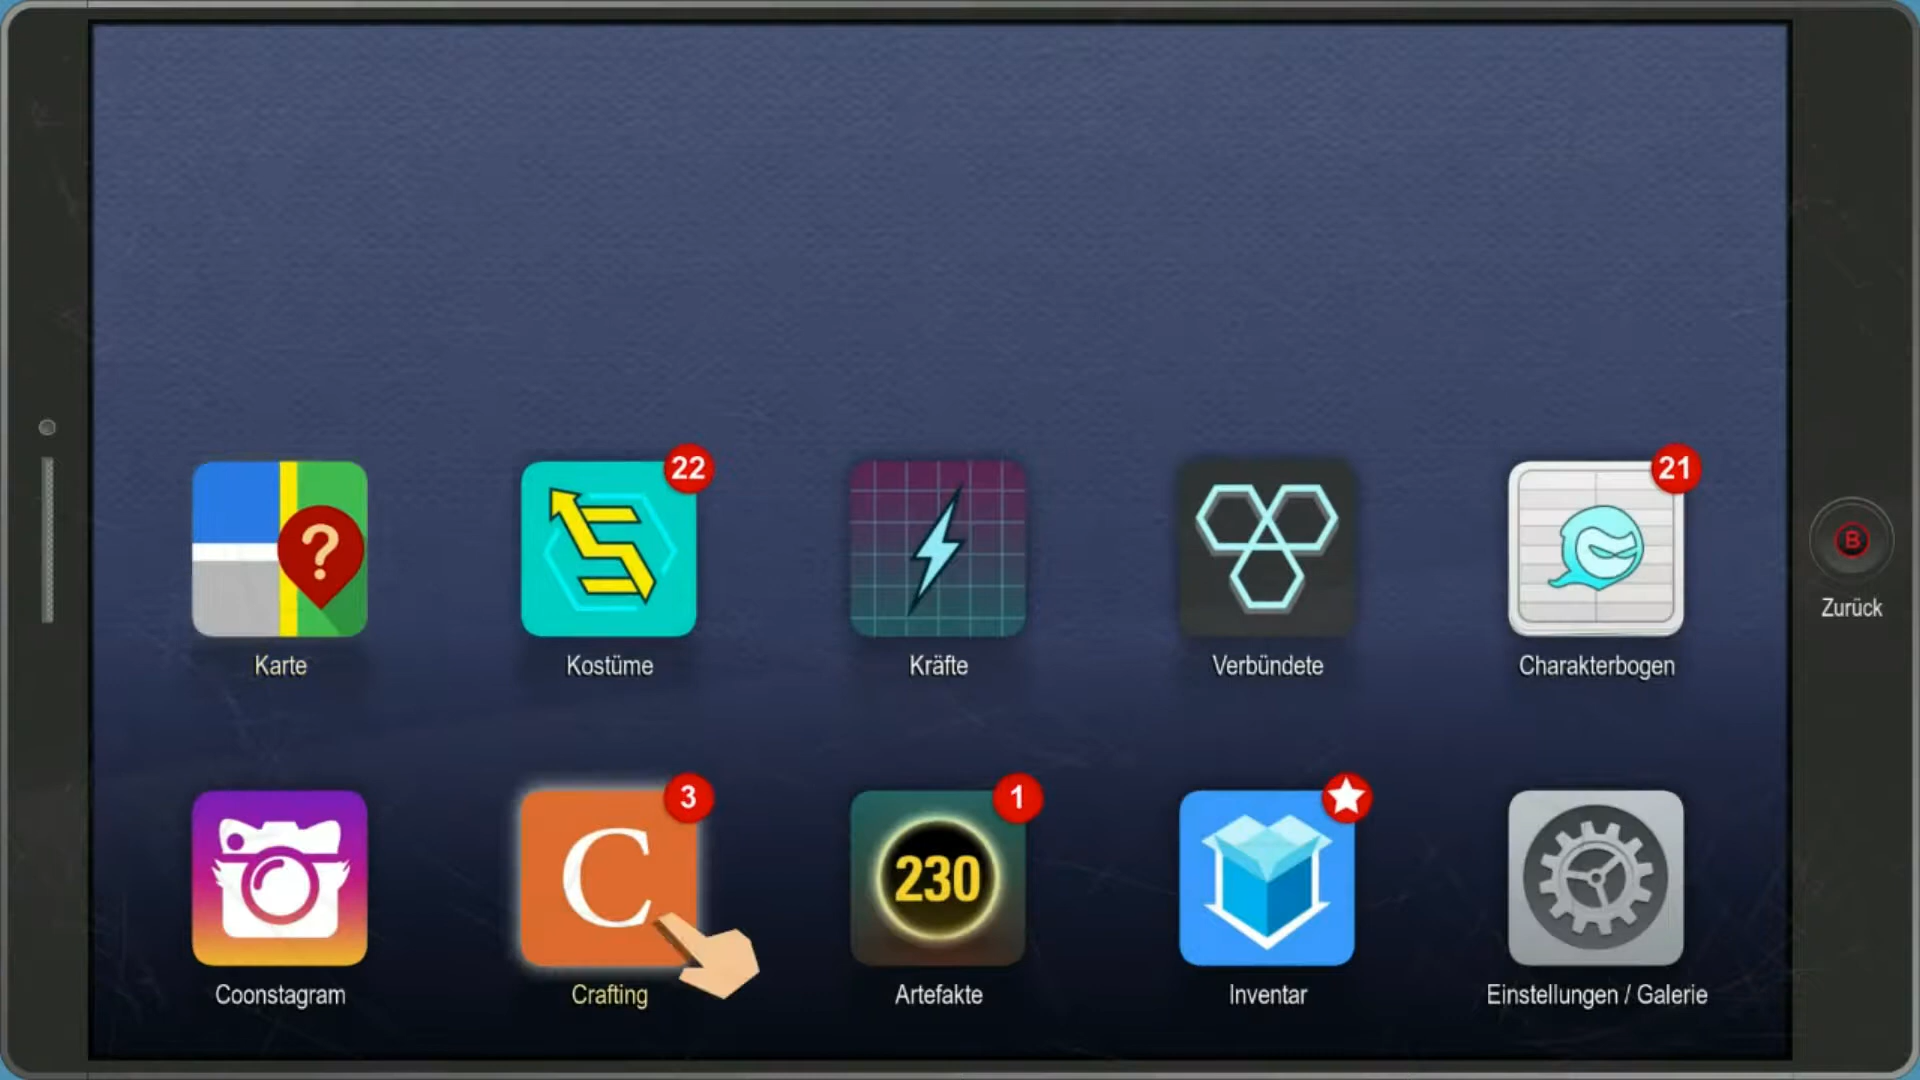 22
21
?
Karte
Kostüme
Kräfte
Verbündete
Charakterbogen
B
Zurück
3
1
C
230
Coonstagram
Crafting
Artefakte
Inventar
Einstellungen / Galerie